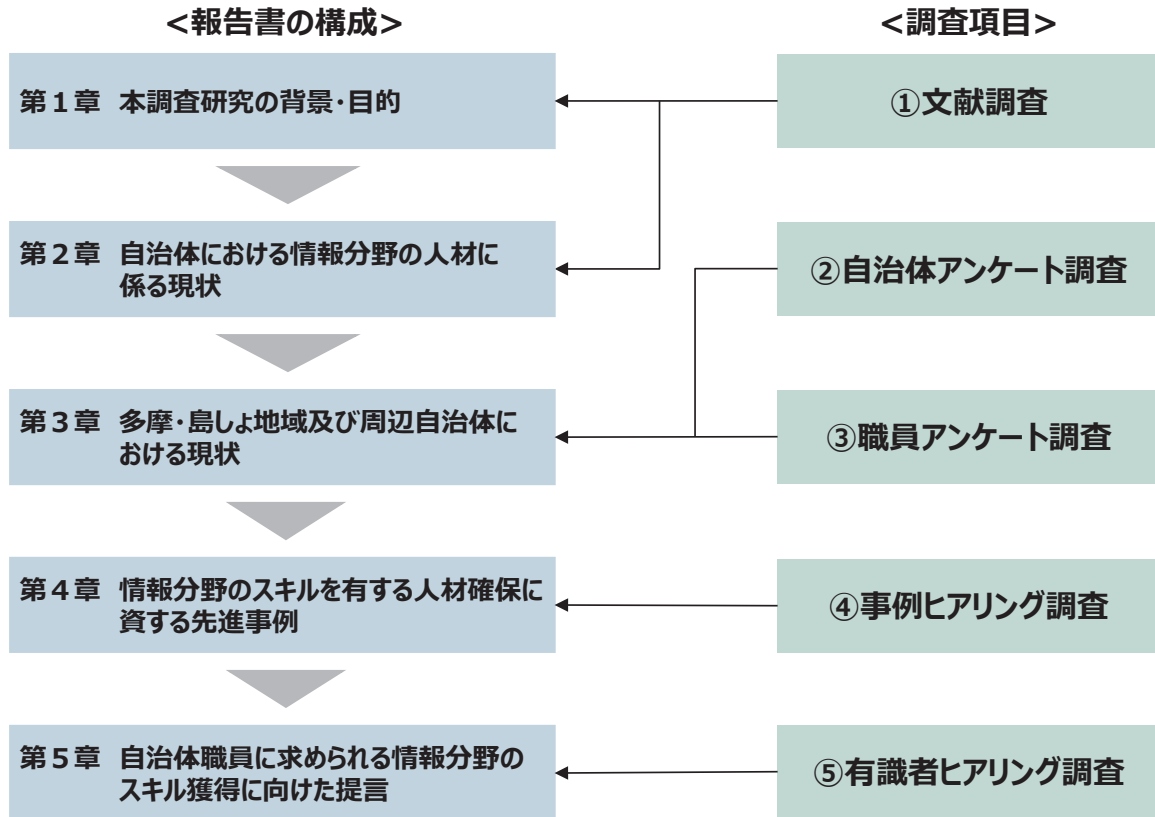 <報告書の構成>
<調査項目>
第1章 本調査研究の背景・目的
①文献調査
第2章 自治体における情報分野の人材に
係る現状
②自治体アンケート調査
第3章 多摩・島しょ地域及び周辺自治体に
おける現状
③職員アンケート調査
第4章 情報分野のスキルを有する人材確保に
資する先進事例
④事例ヒアリング調査
第5章 自治体職員に求められる情報分野の
スキル獲得に向けた提言
⑤有識者ヒアリング調査